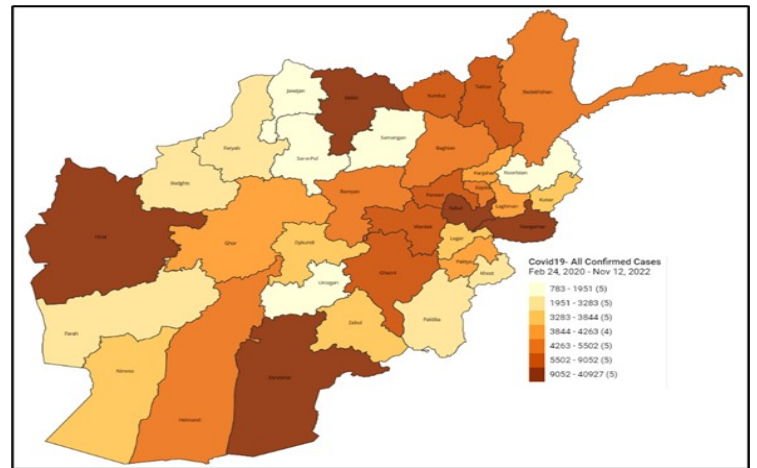 Jawzjan
Balkh
Kunduz
Takhar
Badakhshan
Faryab
Sar-e-Pul
Samangan
Baghlan
Badghis
Panjsher
Nooristan
Bamyan
Parwan
Kapisa
Kunar
Hirat
Kabul
Laghman
Ghor
Wardak
Nangarhar
Daykundi
Logar
Paktya
Khost
Ghazni
Uruzgan
Farah
Zabul
Paktika
Nimroz
Kandahar
Helmand
Covid19- All Confirmed Cases
Feb 24, 2020 - Nov 12, 2022
783 - 1951 (5)
1951 - 3283 (5)
3283 - 3844 (5)
3844 - 4263 (4)
4263 - 5502 (5)
5502 - 9052 (5)
9052 - 40927 (5)